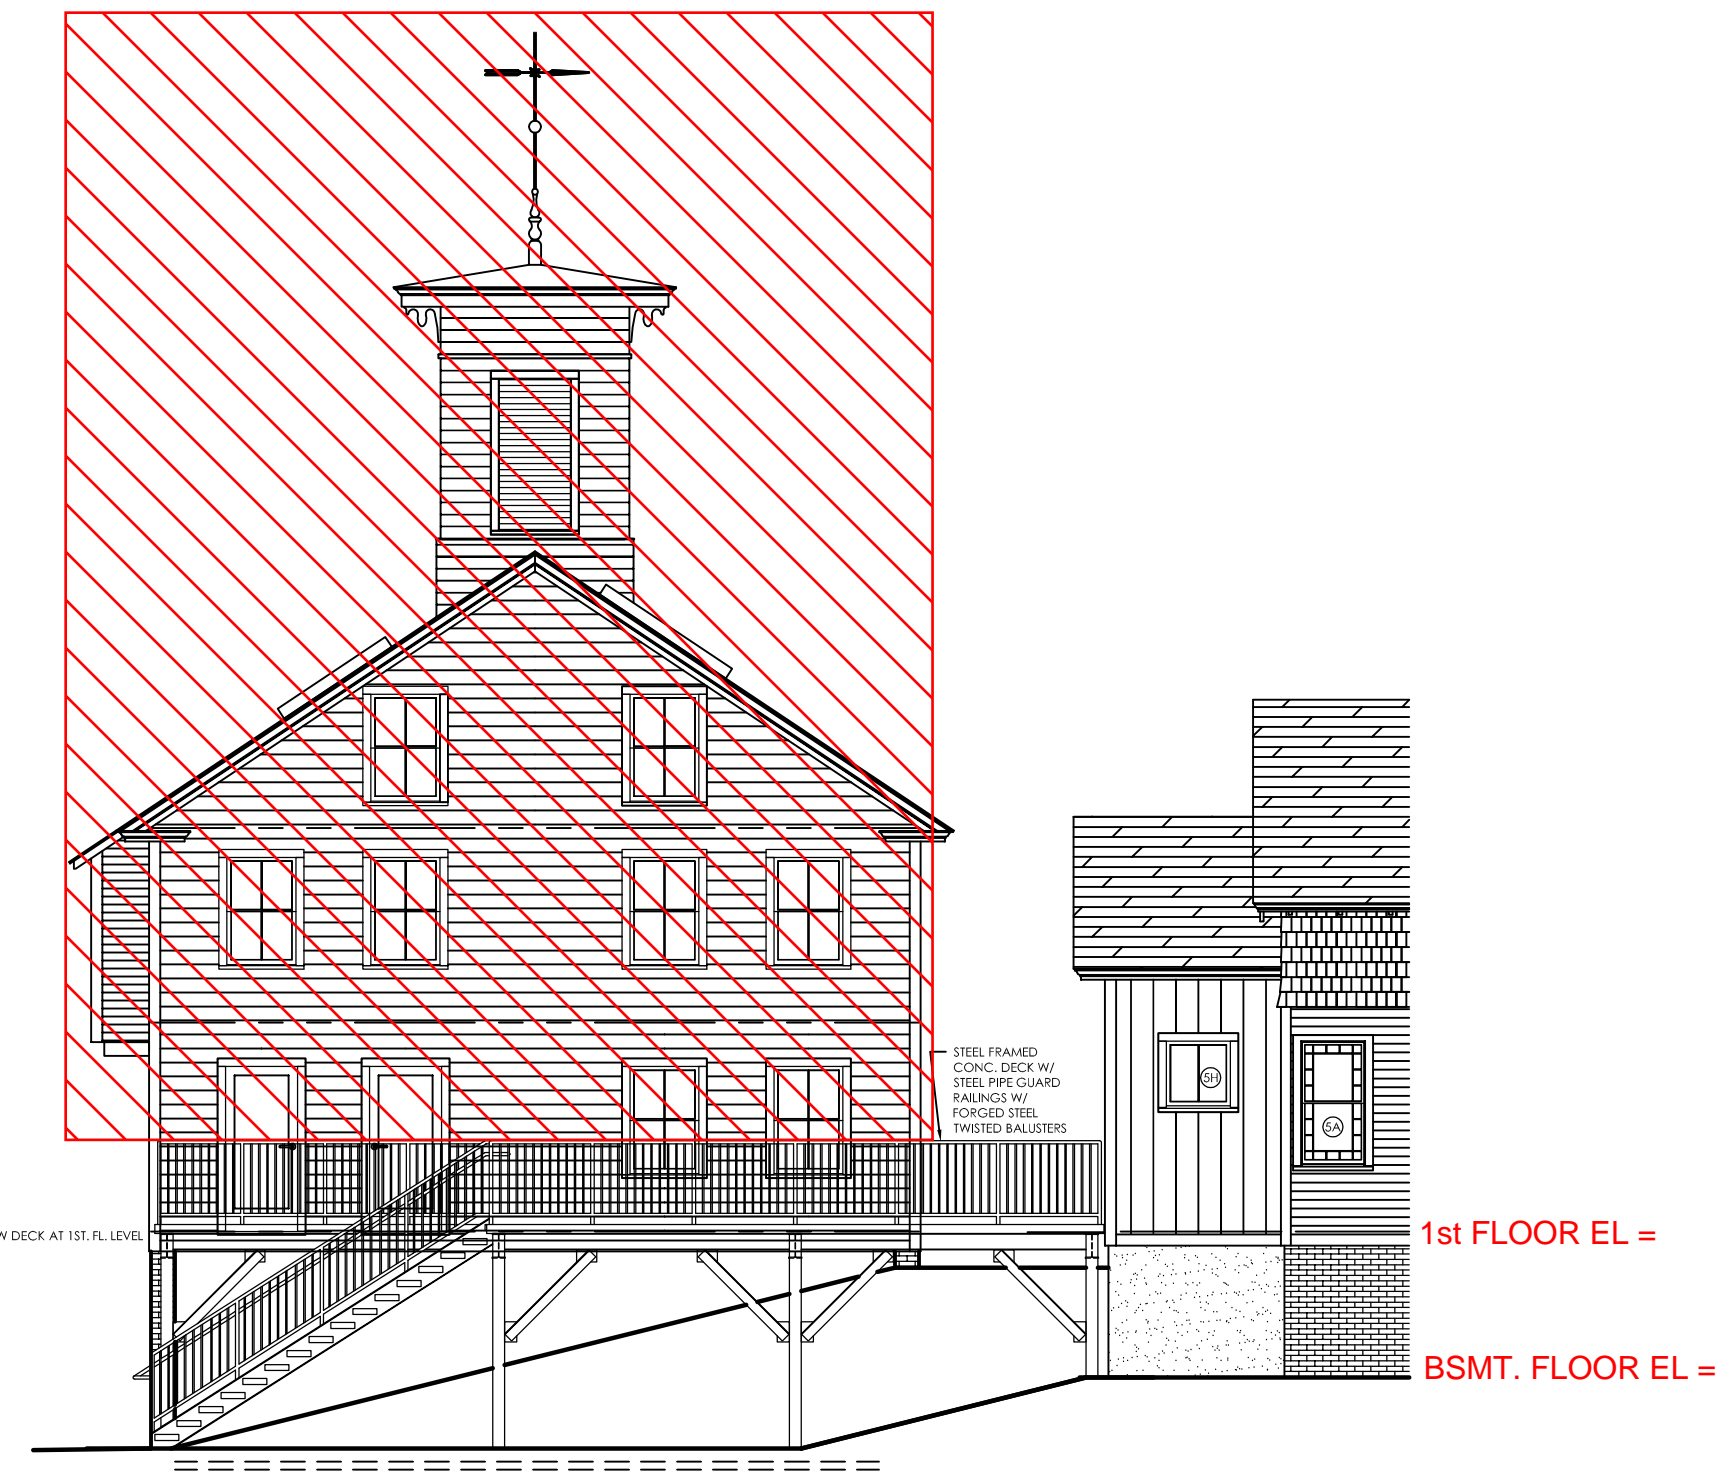 STEEL FRAMED
CONC. DECK W/
STEEL PIPE GUARD
RAILINGS W/
FORGED STEEL
TWISTED BALUSTERS
5H
5A
W DECK AT 1ST. FL. LEVEL
1st FLOOR EL =
BSMT. FLOOR EL =